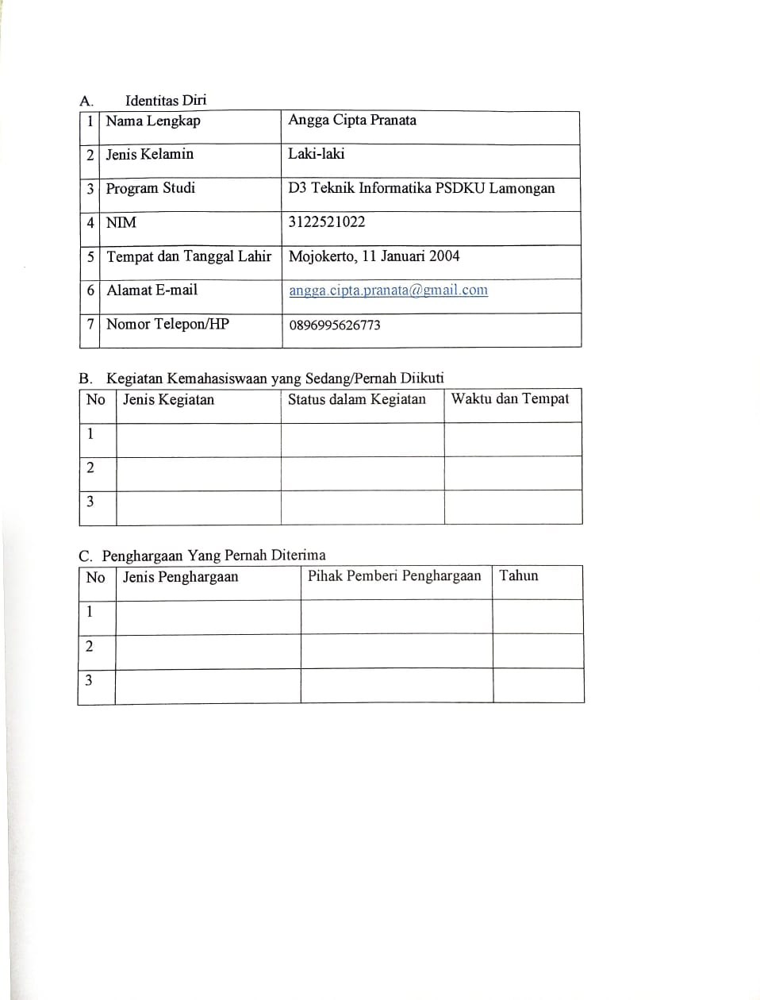 A. Identitas Diri
1 Nama Lengkap Angga Cipta Pranata
2 Jenis Kelamin Laki-laki
3 Program Studi D3 Teknik Informatika PSDKU Lamongan
4 NIM 3122521022
5 Tempat dan Tanggal Lahir Mojokerto, 11 Januari 2004
6 Alamat E-mail angga.cipta.pranata@gmail.com
7 Nomor Telepon/HP 0896995626773
B. Kegiatan Kemahasiswaan yang Sedang/Pernah Diikuti
No Jenis Kegiatan Status dalam Kegiatan Waktu dan Tempat
1
2
3
C. Penghargaan Yang Pernah Diterima
No Jenis Penghargaan Pihak Pemberi Penghargaan Tahun
1
2
3